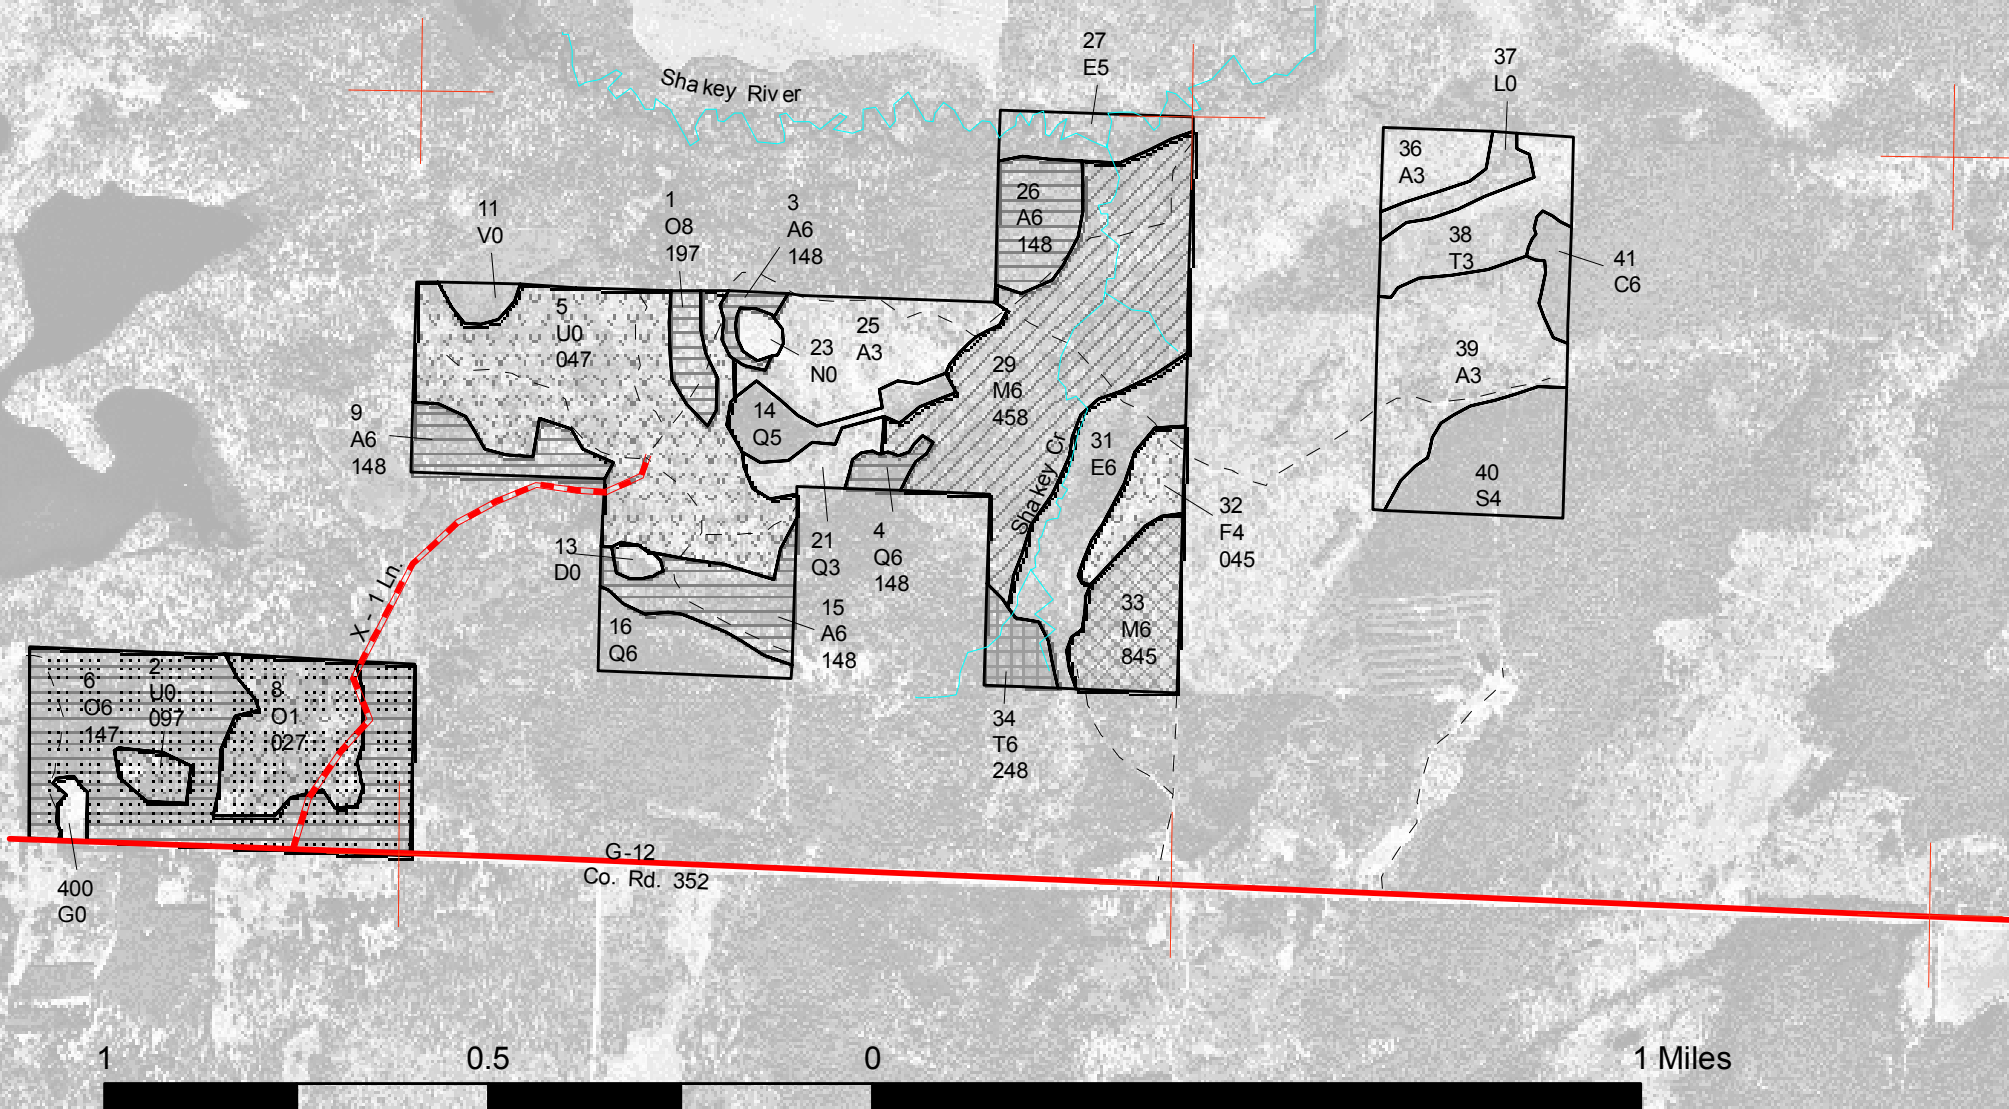 27
E5
37
L0
Shakey River
36
A3
26
A6
148
1
O8
197
3
A6
148
11
V0
38
T3
41
C6
5
U0
047
25
A3
23
N0
29
M6
458
39
A3
9
A6
148
14
Q5
31
E6
Shakey Cr.
40
S4
32
F4
045
13
D0
21
Q3
4
Q6
148
X - 1 Ln.
15
A6
148
16
Q6
33
M6
845
6
O6
147
2
U0
097
8
O1
027
34
T6
248
G-12
Co. Rd. 352
400
G0
1 0.5 0 1 Miles